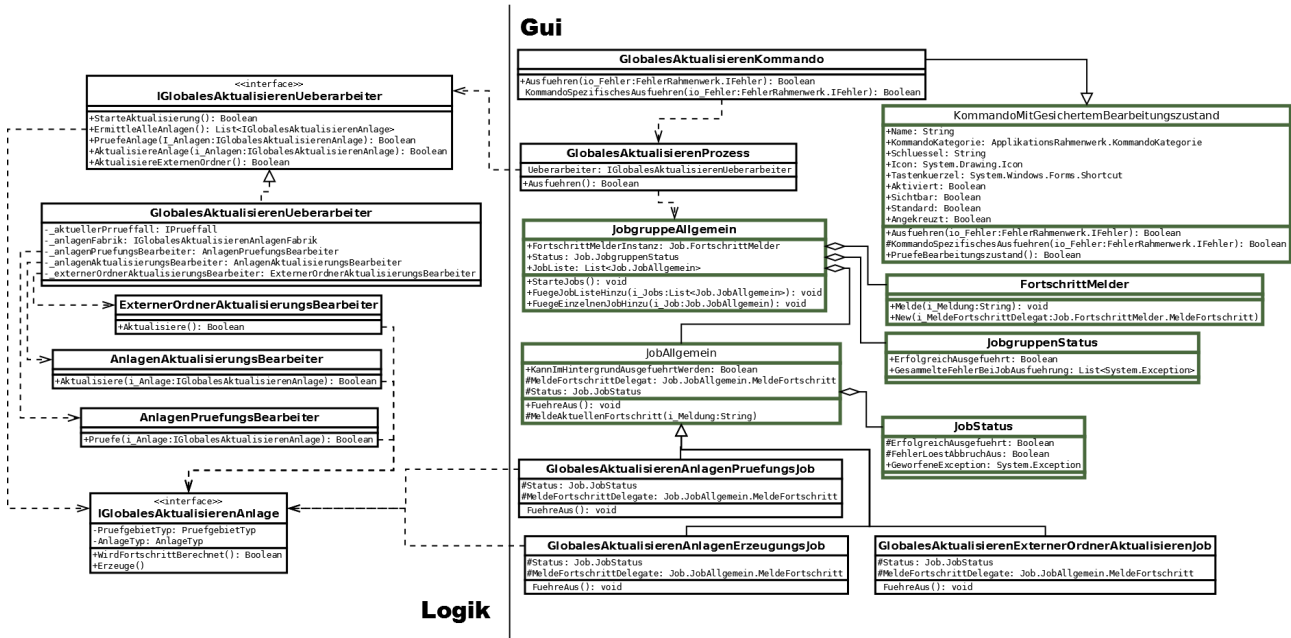 Gui
GlobalesAktualisierenKommando
+Ausfuehren(io_Fehler:FehlerRahmenwerk.IFehler): Boolean
KommandoSpezifischesAusfuehren(io_Fehler:FehlerRahmenwerk.IFehler): Boolean
<<interface>>
IGlobalesAktualisierenUeberarbeiter
+StarteAktualisierung(): Boolean
+ErmittleAlleAnlagen(): List<IGlobalesAktualisierenAnlage>
+PruefeAnlage(I_Anlagen:IGlobalesAktualisierenAnlage): Boolean
+AktualisiereAnlage(i_Anlagen:IGlobalesAktualisierenAnlage): Boolean
+AktualisiereExternenOrdner(): Boolean
KommandoMitGesichertemBearbeitungszustand
+Name: String
+KommandoKategorie: ApplikationsRahmenwerk.KommandoKategorie
+Schluessel: String
+Icon: System.Drawing.Icon
+Tastenkuerzel: System.Windows.Forms.Shortcut
+Aktiviert: Boolean
+Sichtbar: Boolean
+Standard: Boolean
+Angekreuzt: Boolean
+Ausfuehren(io_Fehler:FehlerRahmenwerk.IFehler): Boolean
#KommandoSpezifischesAusfuehren(io_Fehler:FehlerRahmenwerk.IFehler): Boolean
+PruefeBearbeitungszustand(): Boolean
GlobalesAktualisierenProzess
Ueberarbeiter: IGlobalesAktualisierenUeberarbeiter
+Ausfuehren(): Boolean
GlobalesAktualisierenUeberarbeiter
-_aktuellerPrrueffall: IPrueffall
-_anlagenFabrik: IGlobalesAktualisierenAnlagenFabrik
-_anlagenPruefungsBearbeiter: AnlagenPruefungsBearbeiter
-_anlagenAktualisierungsBearbeiter: AnlagenAktualisierungsBearbeiter
-_externerOrdnerAktualisierungsBearbeiter: ExternerOrdnerAktualisierungsBearbeiter
JobgruppeAllgemein
+FortschrittMelderInstanz: Job.FortschrittMelder
+Status: Job.JobgruppenStatus
+JobListe: List<Job.JobAllgemein>
+StarteJobs(): void
+FuegeJobListeHinzu(i_Jobs:List<Job.JobAllgemein>): void
+FuegeEinzelnenJobHinzu(i_Job:Job.JobAllgemein): void
FortschrittMelder
+Melde(i_Meldung:String): void
+New(i_MeldeFortschrittDelegat:Job.FortschrittMelder.MeldeFortschritt)
ExternerOrdnerAktualisierungsBearbeiter
+Aktualisiere(): Boolean
JobgruppenStatus
+ErfolgreichAusgefuehrt: Boolean
+GesammelteFehlerBeiJobAusfuehrung: List<System.Exception>
AnlagenAktualisierungsBearbeiter
+Aktualisiere(i_Anlage:IGlobalesAktualisierenAnlage): Boolean
JobAllgemein
+KannImHintergrundAusgefuehrtWerden: Boolean
#MeldeFortschrittDelegat: Job.JobAllgemein.MeldeFortschritt
#Status: Job.JobStatus
+FuehreAus(): void
#MeldeAktuellenFortschritt(i_Meldung:String)
AnlagenPruefungsBearbeiter
+Pruefe(i_Anlage:IGlobalesAktualisierenAnlage): Boolean
JobStatus
#ErfolgreichAusgefuehrt: Boolean
#FehlerLoestAbbruchAus: Boolean
+GeworfeneException: System.Exception
GlobalesAktualisierenAnlagenPruefungsJob
#Status: Job.JobStatus
#MeldeFortschrittDelegate: Job.JobAllgemein.MeldeFortschritt
FuehreAus(): void
<<interface>>
IGlobalesAktualisierenAnlage
-PruefgebietTyp: PruefgebietTyp
-AnlageTyp: AnlageTyp
+WirdFortschrittBerechnet(): Boolean
+Erzeuge()
GlobalesAktualisierenAnlagenErzeugungsJob
#Status: Job.JobStatus
#MeldeFortschrittDelegate: Job.JobAllgemein.MeldeFortschritt
FuehreAus(): void
GlobalesAktualisierenExternerOrdnerAktualisierenJob
#Status: Job.JobStatus
#MeldeFortschrittDelegate: Job.JobAllgemein.MeldeFortschritt
FuehreAus(): void
Logik